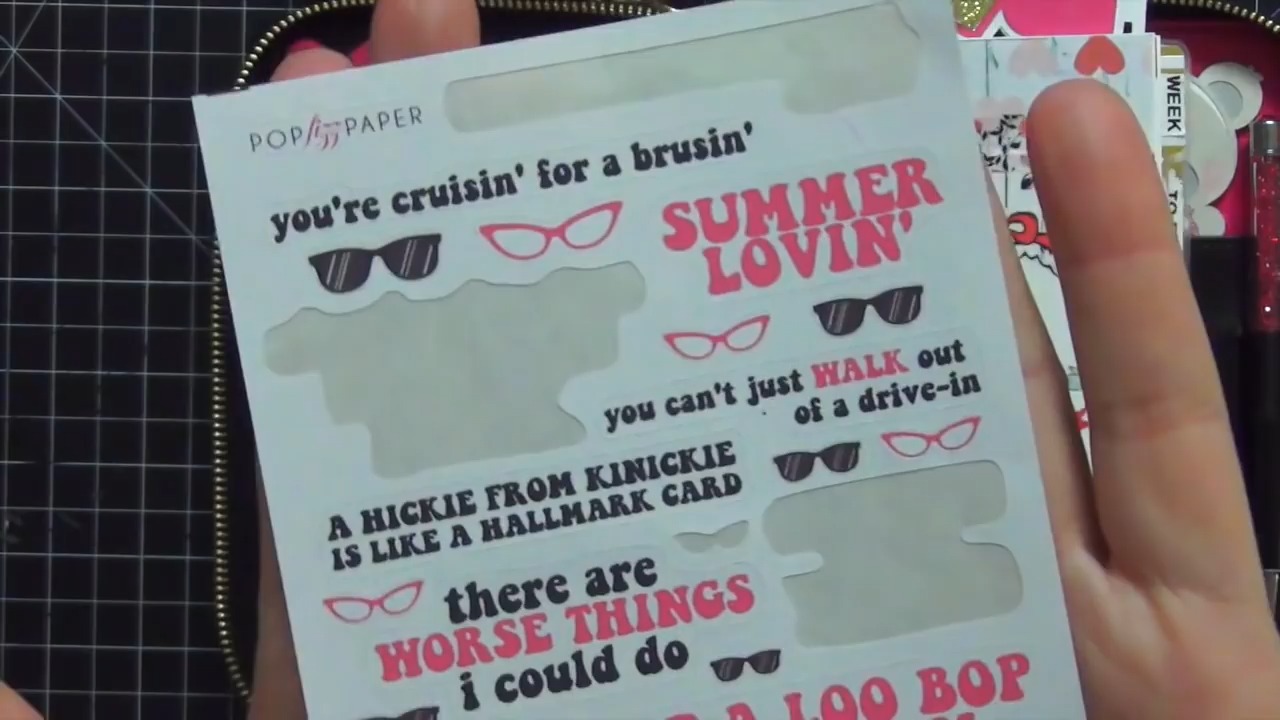 POP fizz PAPER
you're cruisin' for a brusin'
SUMMER
LOVIN'
you can't just WALK out
of a drive-in
A HICKIE FROM KINICKIE
IS LIKE A HALLMARK CARD
there are
WORSE THINGS
i could do
A LOO BOP
WEEK